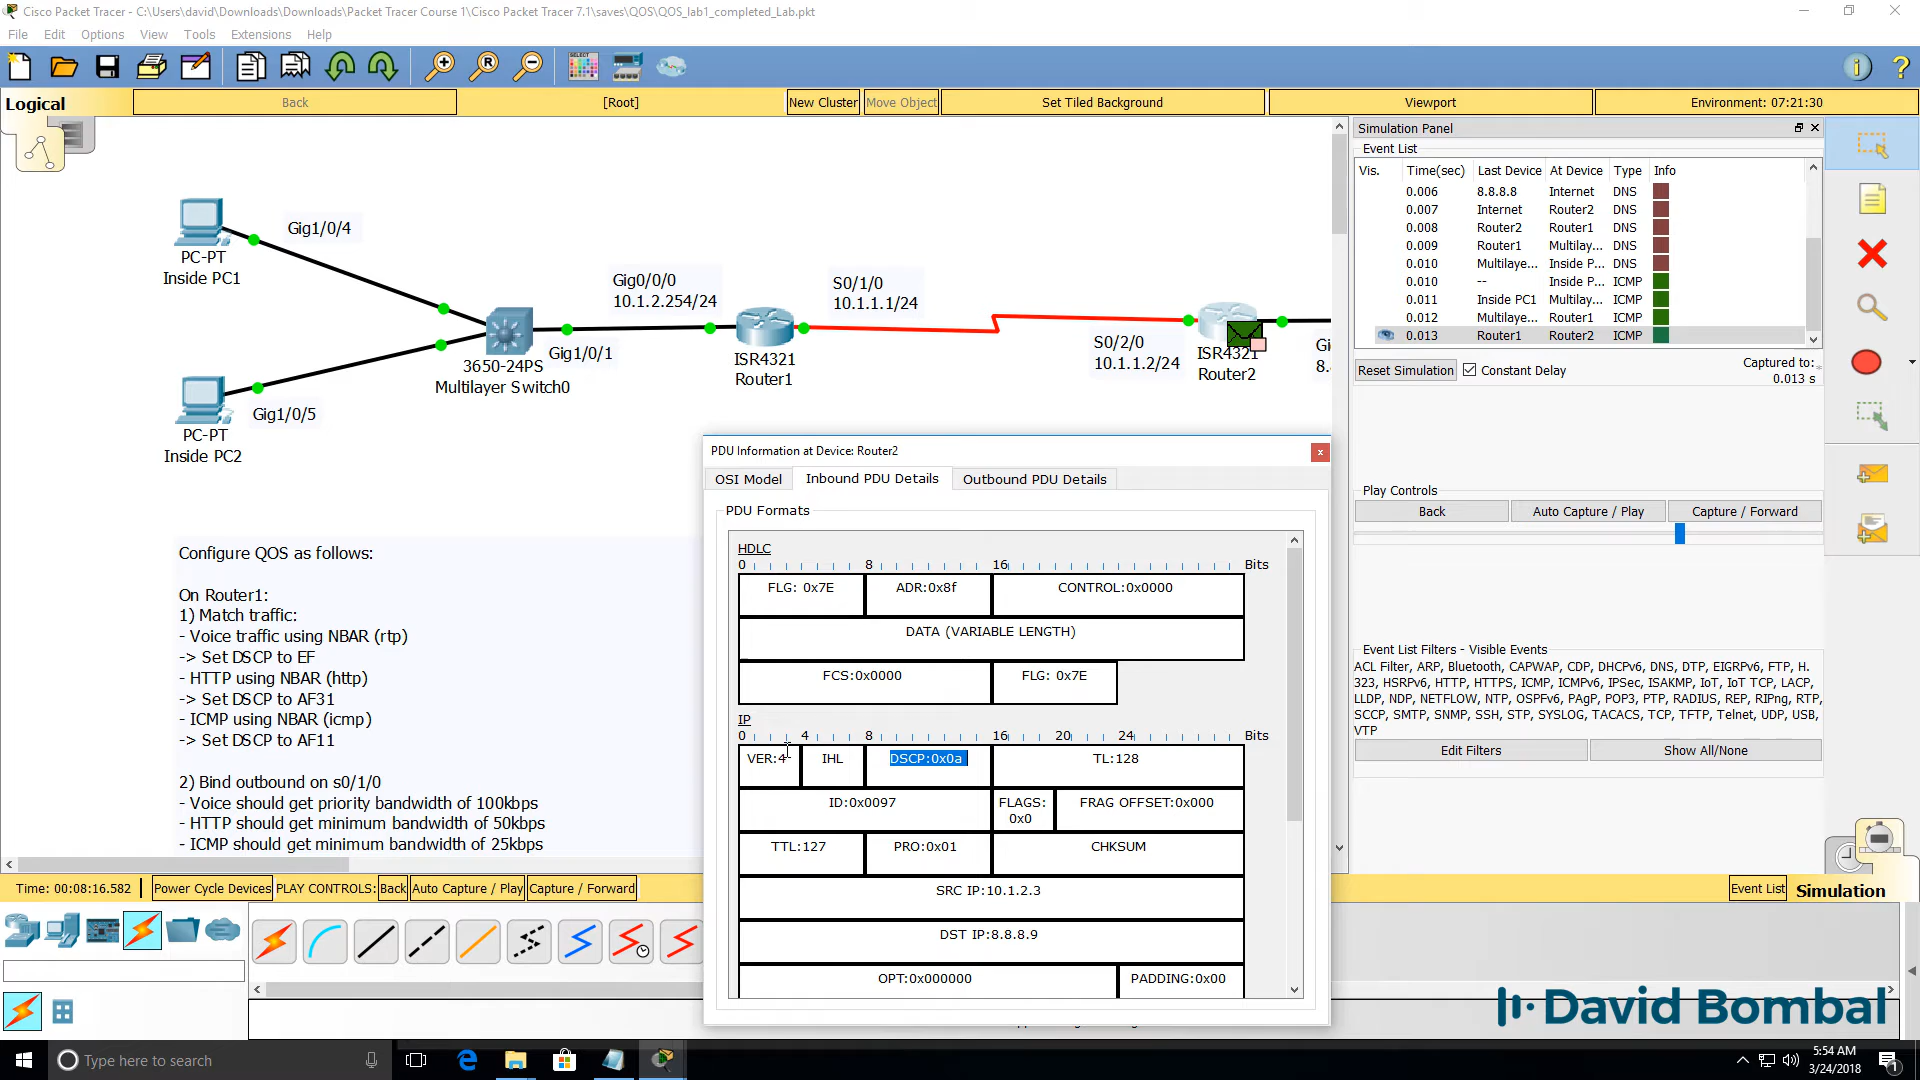 Cisco Packet Tracer - C:\Users\david\Downloads\Downloads\Packet Tracer Course 1\Cisco Packet Tracer 7.1\saves\QOS\QOS_lab1_completed_Lab.pkt
File Edit Options View Tools Extensions Help
Logical Back [Root] New Cluster Move Object Set Tiled Background Viewport Environment: 07:21:30
PC-PT
Inside PC1
Gig1/0/4
PC-PT
Inside PC2
Gig1/0/5
3650-24PS
Multilayer Switch0
Gig1/0/1
Gig0/0/0
10.1.2.254/24
ISR4321
Router1
S0/1/0
10.1.1.1/24
S0/2/0
10.1.1.2/24
ISR4321
Router2
8.
Configure QOS as follows:
On Router1:
1) Match traffic:
- Voice traffic using NBAR (rtp)
-> Set DSCP to EF
- HTTP using NBAR (http)
-> Set DSCP to AF31
- ICMP using NBAR (icmp)
-> Set DSCP to AF11
2) Bind outbound on s0/1/0
- Voice should get priority bandwidth of 100kbps
- HTTP should get minimum bandwidth of 50kbps
- ICMP should get minimum bandwidth of 25kbps
PDU Information at Device: Router2
OSI Model Inbound PDU Details Outbound PDU Details
PDU Formats
HDLC
0 8 16 Bits
FLG: 0x7E ADR:0x8f CONTROL:0x0000
DATA (VARIABLE LENGTH)
FCS:0x0000 FLG: 0x7E
IP
0 4 8 16 20 24 Bits
VER:4 IHL DSCP:0x0a TL:128
ID:0x0097 FLAGS: 0x0 FRAG OFFSET:0x000
TTL:127 PRO:0x01 CHKSUM
SRC IP:10.1.2.3
DST IP:8.8.8.9
OPT:0x000000 PADDING:0x00
Simulation Panel
Event List
Vis. Time(sec) Last Device At Device Type Info
0.006 8.8.8.8 Internet DNS
0.007 Internet Router2 DNS
0.008 Router2 Router1 DNS
0.009 Router1 Multilay... DNS
0.010 Multilaye... Inside P... DNS
0.010 -- Inside P... ICMP
0.011 Inside PC1 Multilay... ICMP
0.012 Multilaye... Router1 ICMP
0.013 Router1 Router2 ICMP
Reset Simulation Constant Delay Captured to:
0.013 s
Play Controls
Back Auto Capture / Play Capture / Forward
Event List Filters - Visible Events
ACL Filter, ARP, Bluetooth, CAPWAP, CDP, DHCPv6, DNS, DTP, EIGRPv6, FTP, H.
323, HSRPv6, HTTP, HTTPS, ICMP, ICMPv6, IPSec, ISAKMP, IoT, IoT TCP, LACP,
LLDP, NDP, NETFLOW, NTP, OSPFv6, PAgP, POP3, PTP, RADIUS, REP, RIPng, RTP,
SCCP, SMTP, SNMP, SSH, STP, SYSLOG, TACACS, TCP, TFTP, Telnet, UDP, USB,
VTP
Edit Filters Show All/None
Time: 00:08:16.582 Power Cycle Devices PLAY CONTROLS: Back Auto Capture / Play Capture / Forward
Event List Simulation
David Bombal
Type here to search
5:54 AM
3/24/2018
1